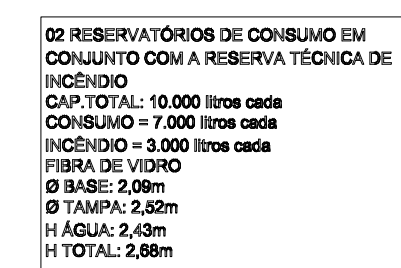 02 RESERVATÓRIOS DE CONSUMO EM
CONJUNTO COM A RESERVA TÉCNICA DE
INCÊNDIO
CAP.TOTAL: 10.000 litros cada
CONSUMO = 7.000 litros cada
INCÊNDIO = 3.000 litros cada
FIBRA DE VIDRO
Ø BASE: 2,09m
Ø TAMPA: 2,52m
H ÁGUA: 2,43m
H TOTAL: 2,68m